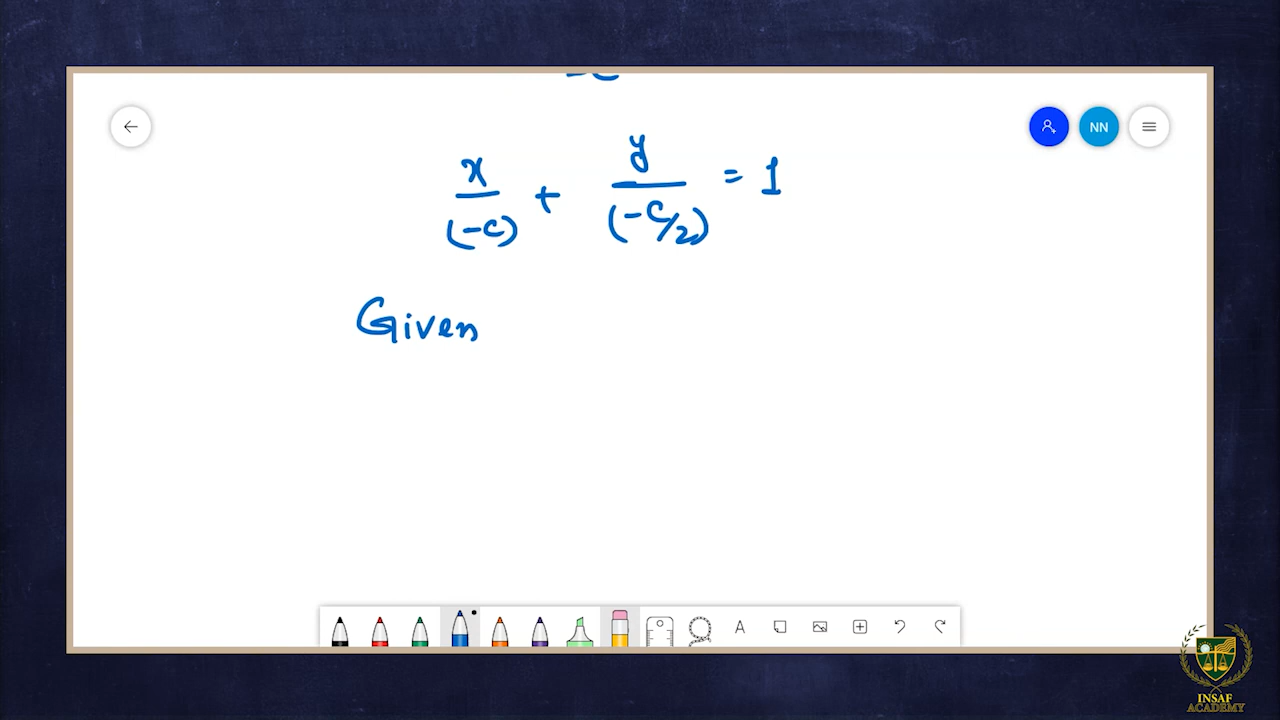 NN
x/(-c) + y/(-c/2) = 1
Given
A
INSAF
ACADEMY